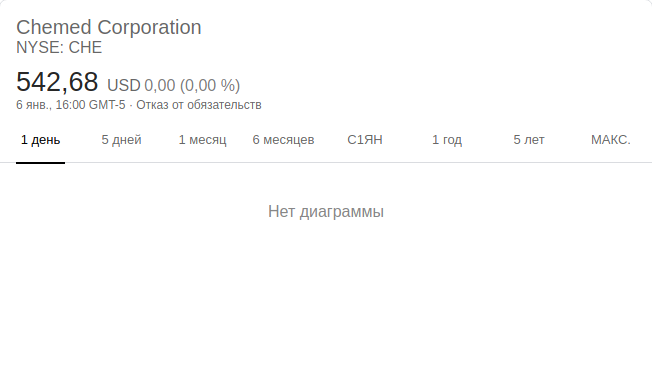 Chemed Corporation
NYSE: CHE
542,68 USD 0,00 (0,00 %)
6 янв., 16:00 GMT-5 · Отказ от обязательств
1 день 5 дней 1 месяц 6 месяцев С1ЯН 1 год 5 лет МАКС.
Нет диаграммы